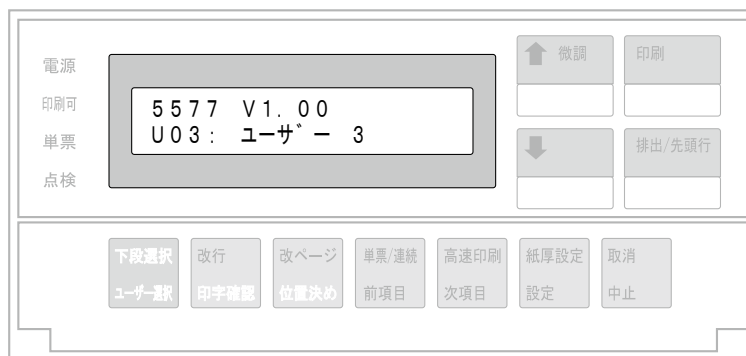 電源
印刷可
単票
点検
5577 V1.00
U03: ユーザー 3
微調
印刷
排出/先頭行
下段選択
改行
改ページ
単票/連続
高速印刷
紙厚設定
取消
ユーザー選択
印字確認
位置決め
前項目
次項目
設定
中止